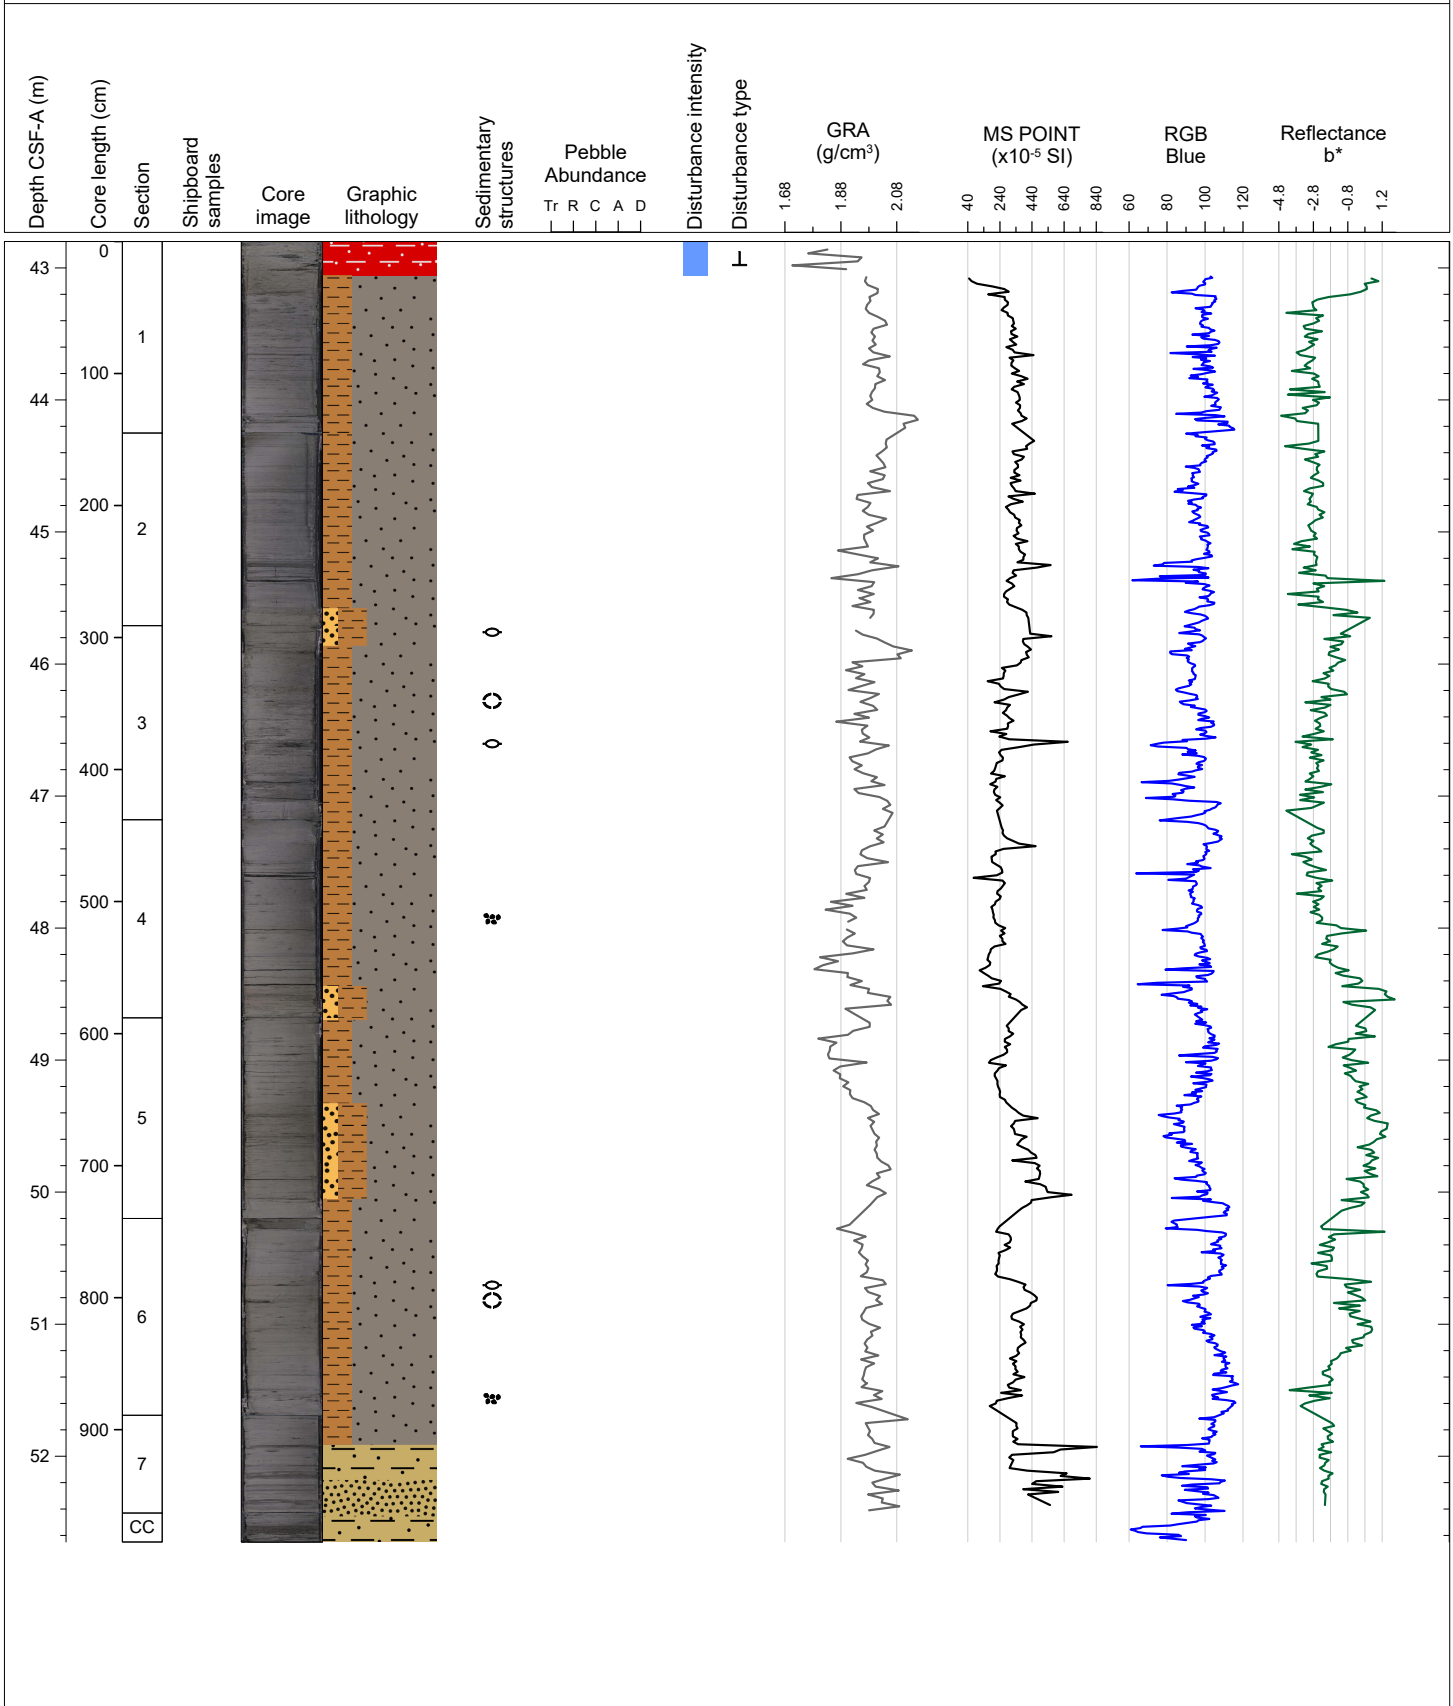 Depth CSF-A (m)
Core length (cm)
Section
Shipboard
samples
Core
image
Graphic
lithology
Sedimentary
structures
Pebble
Abundance
Tr R C A D
Disturbance intensity
Disturbance type
GRA
(g/cm³)
1.68 1.88 2.08
MS POINT
(x10⁻⁵ SI)
40 240 440 640 840
RGB
Blue
60 80 100 120
Reflectance
b*
-4.8 -2.8 -0.8 1.2
43
44
45
46
47
48
49
50
51
52
0
100
200
300
400
500
600
700
800
900
1
2
3
4
5
6
7
CC